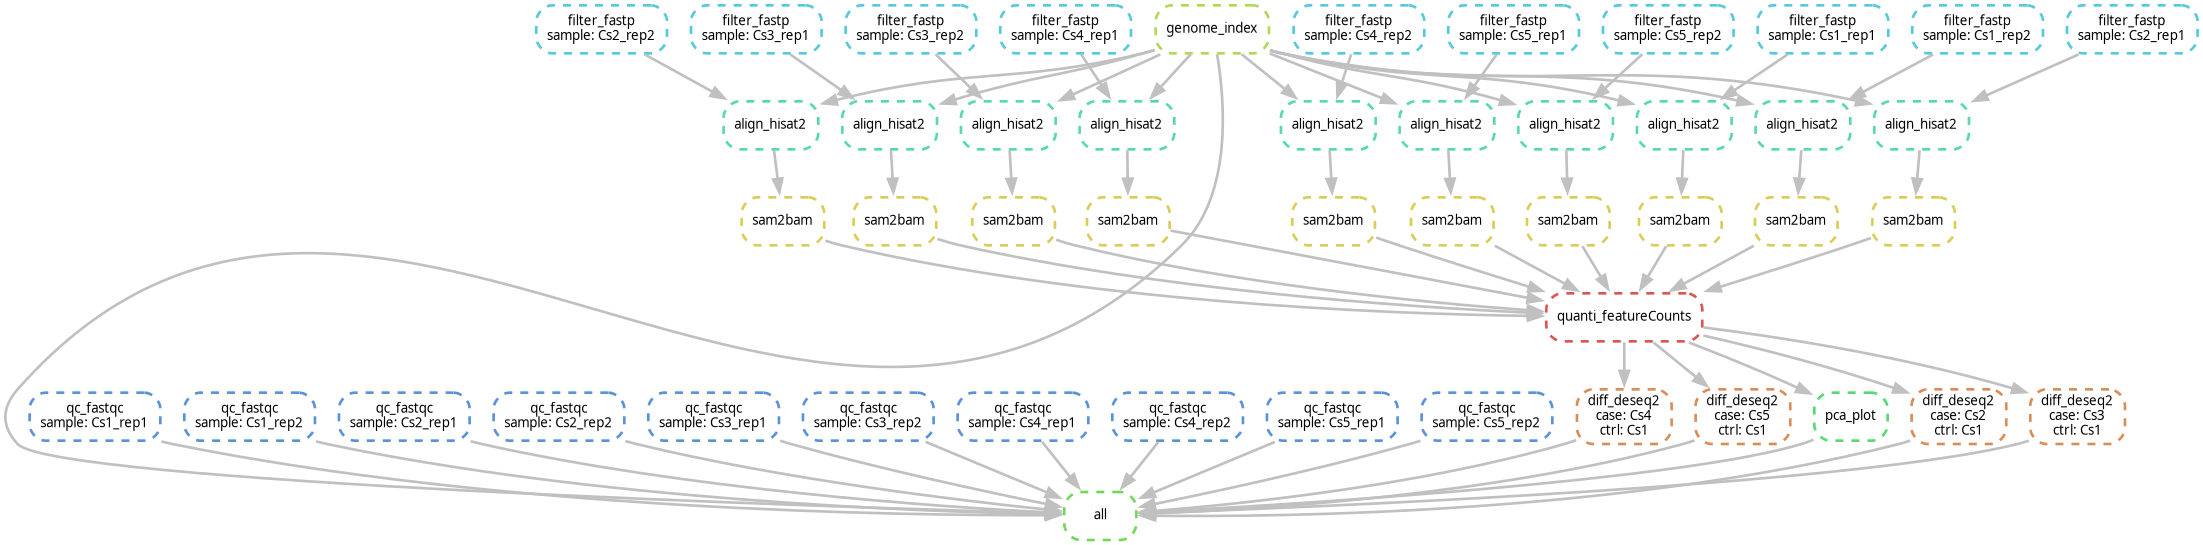 filter_fastp
sample: Cs2_rep2
filter_fastp
sample: Cs3_rep1
filter_fastp
sample: Cs3_rep2
filter_fastp
sample: Cs4_rep1
genome_index
filter_fastp
sample: Cs4_rep2
filter_fastp
sample: Cs5_rep1
filter_fastp
sample: Cs5_rep2
filter_fastp
sample: Cs1_rep1
filter_fastp
sample: Cs1_rep2
filter_fastp
sample: Cs2_rep1
align_hisat2
align_hisat2
align_hisat2
align_hisat2
align_hisat2
align_hisat2
align_hisat2
align_hisat2
align_hisat2
align_hisat2
sam2bam
sam2bam
sam2bam
sam2bam
sam2bam
sam2bam
sam2bam
sam2bam
sam2bam
sam2bam
quanti_featureCounts
qc_fastqc
sample: Cs1_rep1
qc_fastqc
sample: Cs1_rep2
qc_fastqc
sample: Cs2_rep1
qc_fastqc
sample: Cs2_rep2
qc_fastqc
sample: Cs3_rep1
qc_fastqc
sample: Cs3_rep2
qc_fastqc
sample: Cs4_rep1
qc_fastqc
sample: Cs4_rep2
qc_fastqc
sample: Cs5_rep1
qc_fastqc
sample: Cs5_rep2
diff_deseq2
case: Cs4
ctrl: Cs1
diff_deseq2
case: Cs5
ctrl: Cs1
pca_plot
diff_deseq2
case: Cs2
ctrl: Cs1
diff_deseq2
case: Cs3
ctrl: Cs1
all